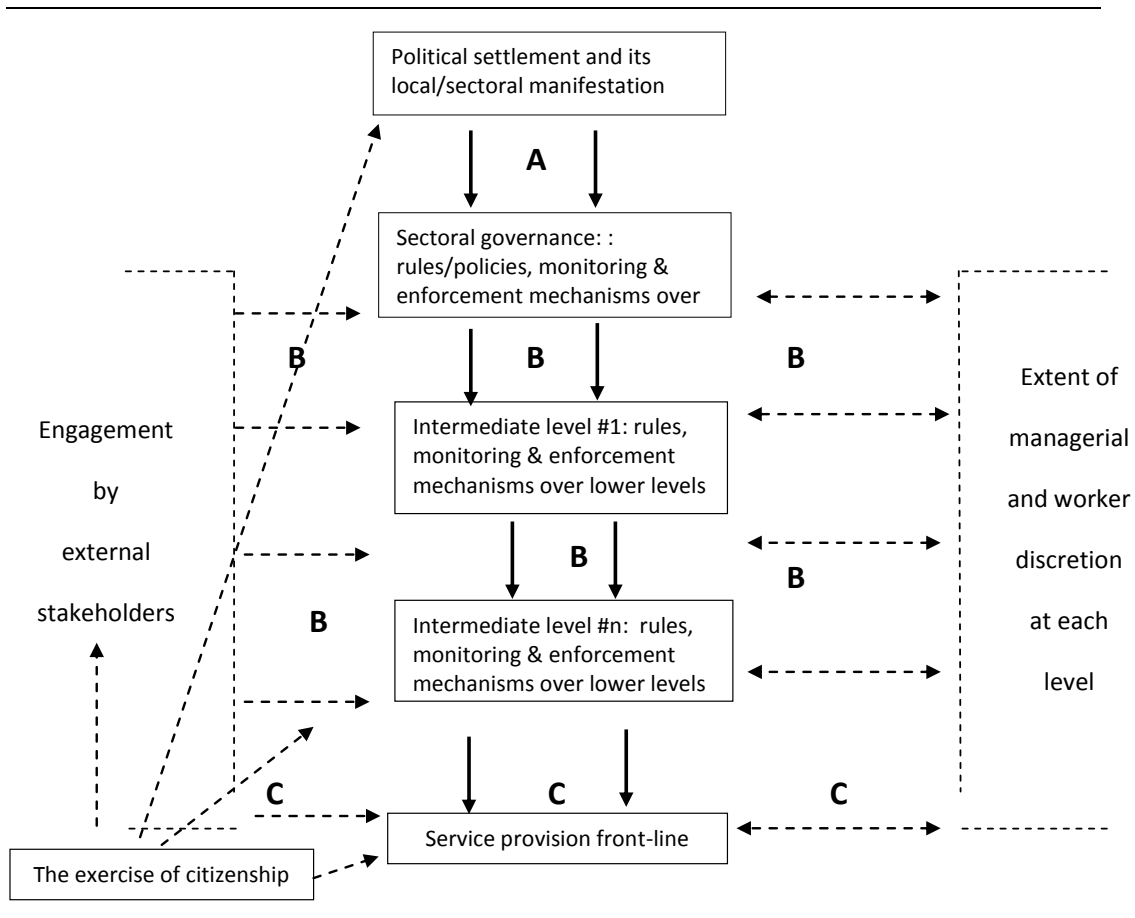 Political settlement and its
local/sectoral manifestation
A
Sectoral governance: :
rules/policies, monitoring &
enforcement mechanisms over
B
B
B
Engagement
by
external
stakeholders
Extent of
managerial
and worker
discretion
at each
level
Intermediate level #1: rules,
monitoring & enforcement
mechanisms over lower levels
B
B
B
Intermediate level #n: rules,
monitoring & enforcement
mechanisms over lower levels
C
C
C
Service provision front-line
The exercise of citizenship